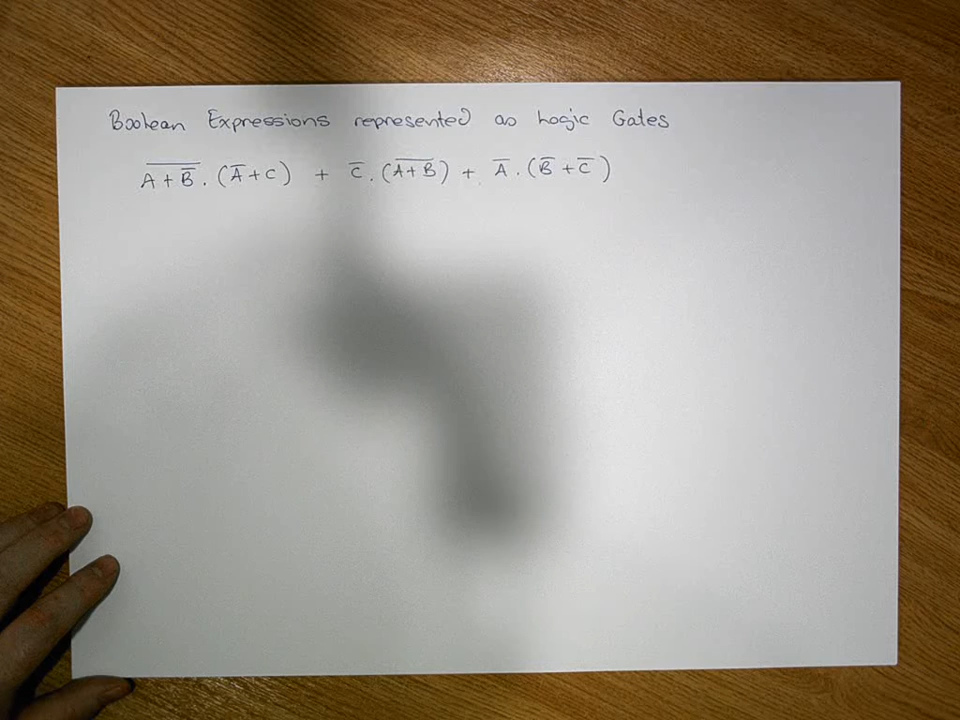 Boolean Expressions represented as Logic Gates
A̅ ̅+̅ ̅B̅̅ . (A̅ + C) + C̅ . (A̅ ̅+̅ ̅B̅) + A̅ . (B̅ + C̅)